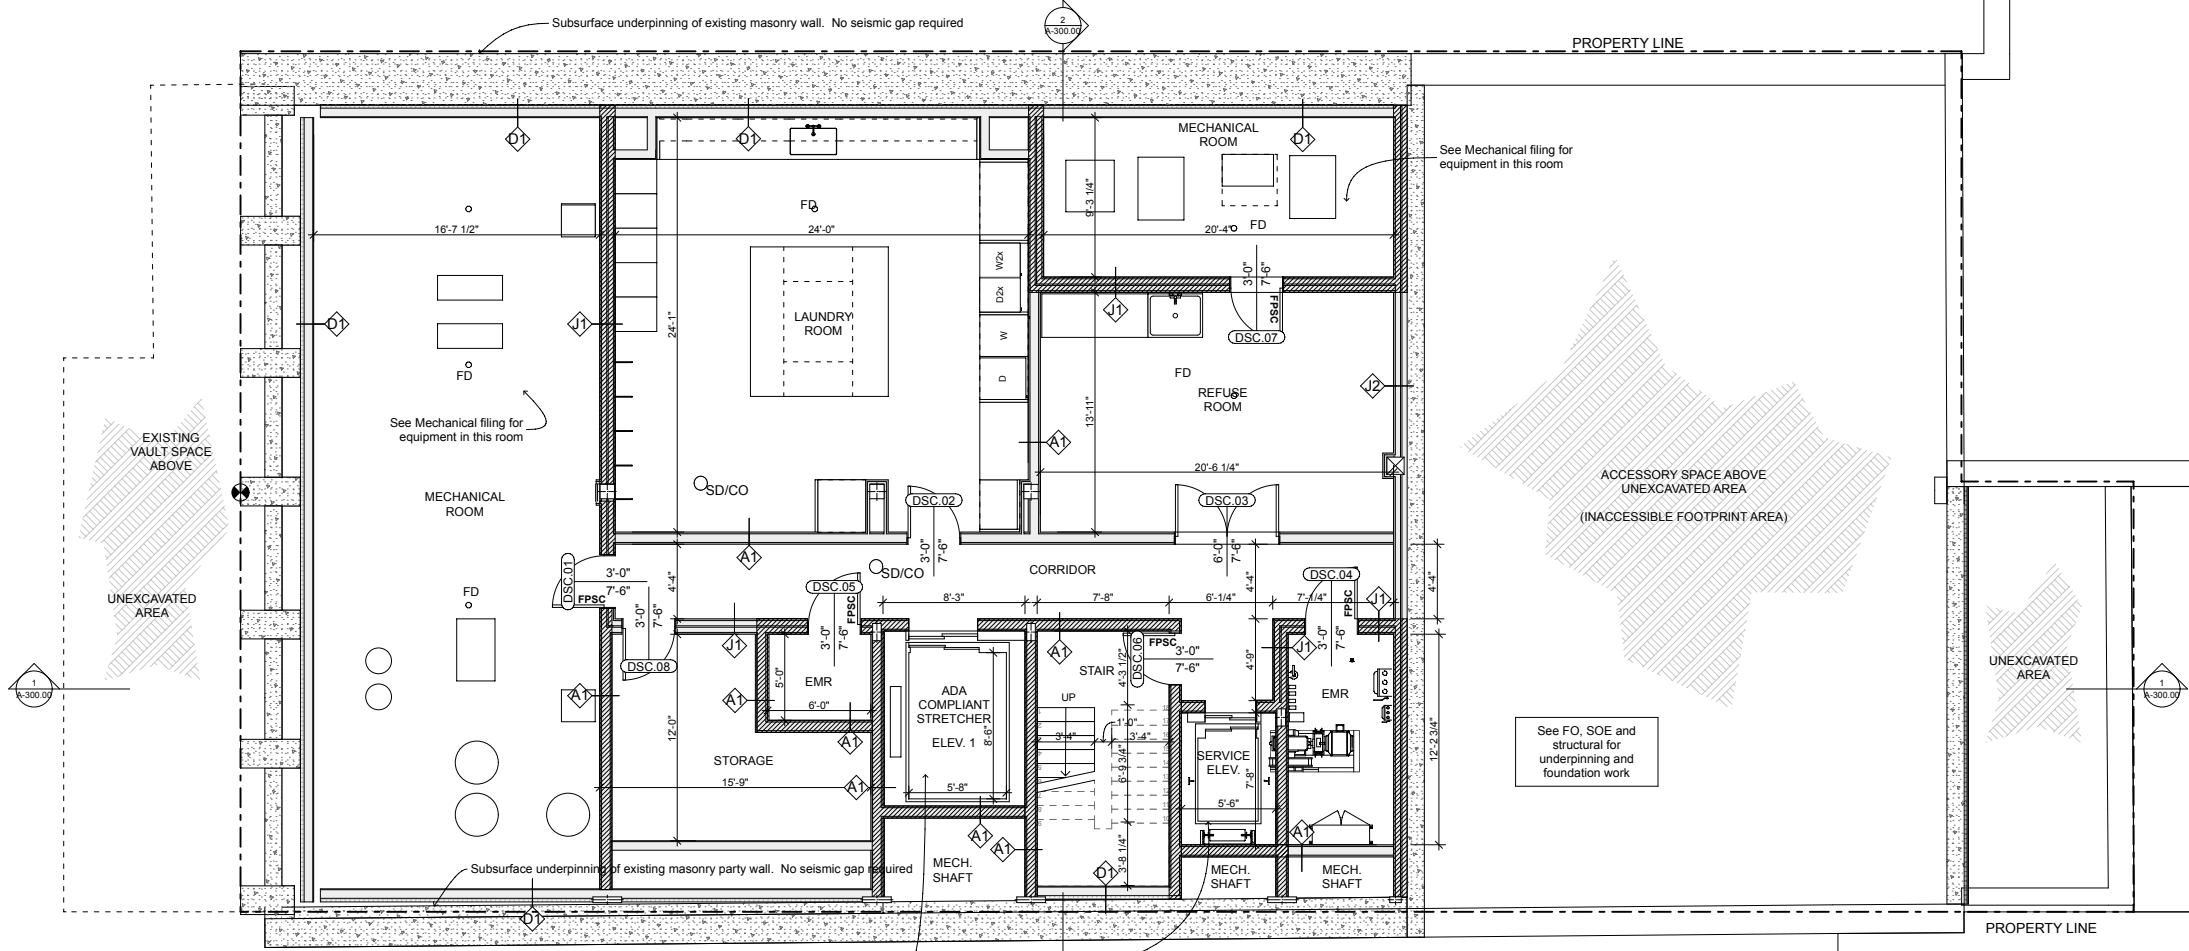 Subsurface underpinning of existing masonry wall. No seismic gap required
2
A-300.00
PROPERTY LINE
D1
D1
D1
MECHANICAL
ROOM
See Mechanical filing for
equipment in this room
9'-3 1/4"
FD
FD
16'-7 1/2"
24'-0"
20'-4"
W2x
D2x
3'-0"
7'-6"
FPSC
J1
DSC.07
D1
J1
24'-1"
LAUNDRY
ROOM
W
D
FD
FD
REFUSE
ROOM
J2
13'-11"
See Mechanical filing for
equipment in this room
A1
20'-6 1/4"
EXISTING
VAULT SPACE
ABOVE
MECHANICAL
ROOM
SD/CO
DSC.02
DSC.03
ACCESSORY SPACE ABOVE
UNEXCAVATED AREA
(INACCESSIBLE FOOTPRINT AREA)
A1
3'-0"
7'-6"
6'-0"
7'-6"
SD/CO
CORRIDOR
DSC.01
3'-0"
7'-6"
FPSC
4'-4"
DSC.05
FPSC
DSC.04
FPSC
4'-4"
4'-4"
J1
UNEXCAVATED
AREA
FD
3'-0"
7'-6"
8'-3"
7'-8"
6'-1/4"
7'-1/4"
J1
3'-0"
7'-6"
A1
FPSC
3'-0"
7'-6"
DSC.06
4'-9"
J1
3'-0"
7'-6"
DSC.08
5'-0"
EMR
6'-0"
STAIR
4'-3 1/2"
UNEXCAVATED
AREA
1
A-300.00
A1
A1
A1
ADA
COMPLIANT
STRETCHER
ELEV. 1
8'-6"
5'-8"
UP
1'-0"
3'-4"
3'-4"
6'-9 3/4"
EMR
1
A-300.00
12'-0"
STORAGE
15'-9"
A1
SERVICE
ELEV.
7'-8"
5'-6"
12'-2 3/4"
See FO, SOE and
structural for
underpinning and
foundation work
A1
A1
A1
Subsurface underpinning of existing masonry party wall. No seismic gap required
MECH.
SHAFT
3'-8 1/4"
D1
MECH.
SHAFT
MECH.
SHAFT
D1
PROPERTY LINE